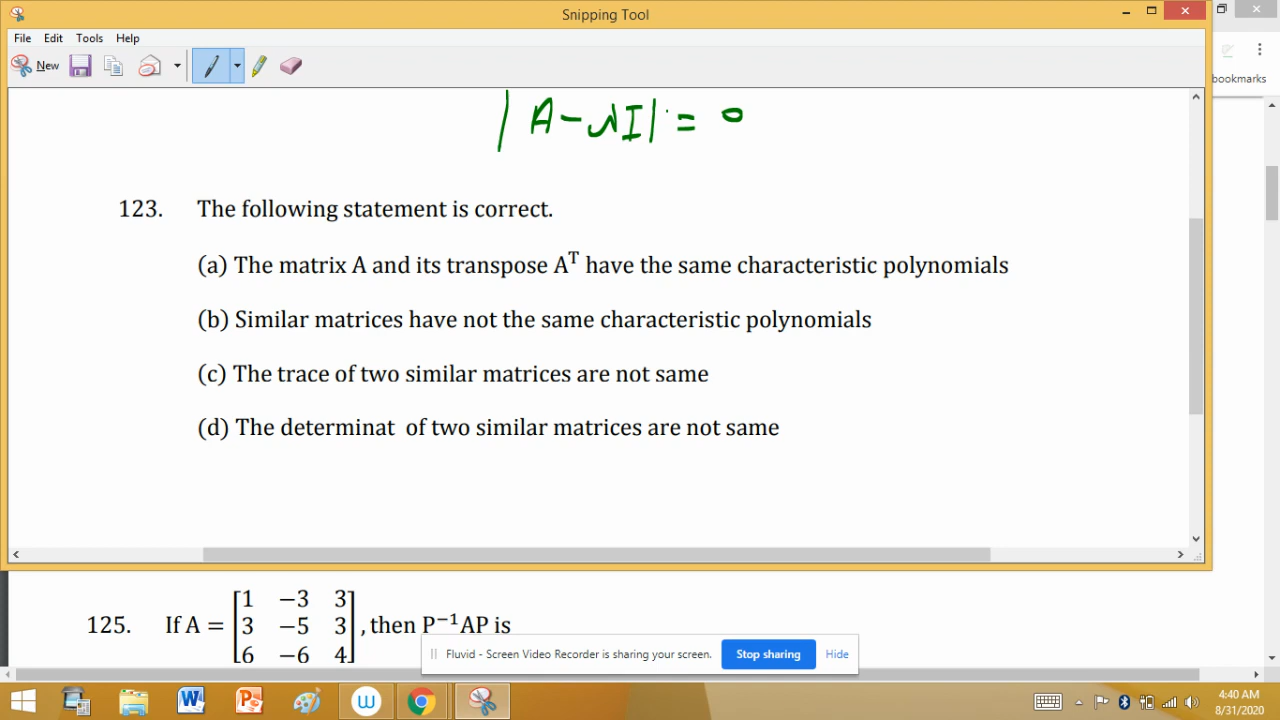 Snipping Tool
File Edit Tools Help
New
bookmarks
| A - λI | = 0
123. The following statement is correct.
(a) The matrix A and its transpose Aᵀ have the same characteristic polynomials
(b) Similar matrices have not the same characteristic polynomials
(c) The trace of two similar matrices are not same
(d) The determinat of two similar matrices are not same
125. If A = [1 −3 3
3 −5 3
6 −6 4], then P⁻¹AP is
Fluvid - Screen Video Recorder is sharing your screen. Stop sharing Hide
4:40 AM
8/31/2020